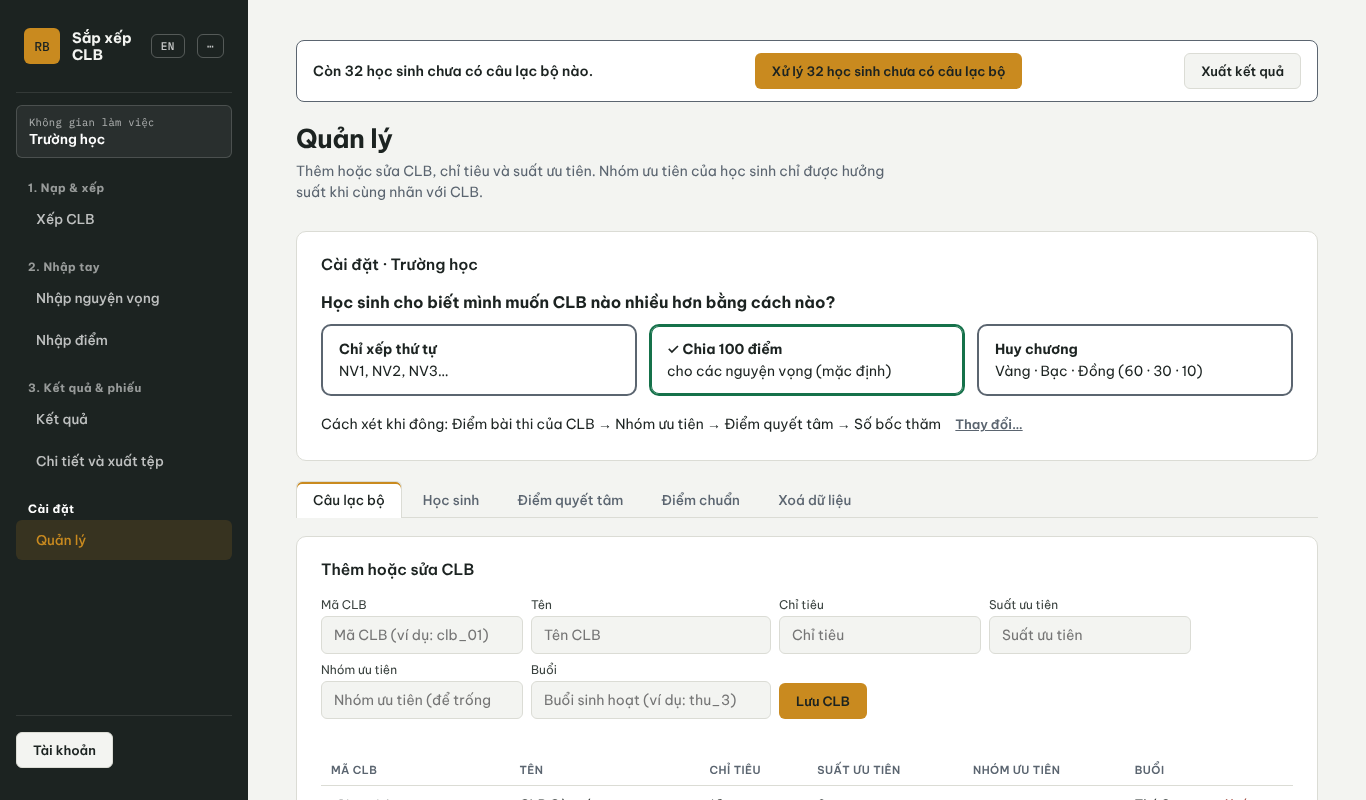 RB
Sắp xếp
CLB
EN
…
Không gian làm việc
Trường học
1. Nạp & xếp
Xếp CLB
2. Nhập tay
Nhập nguyện vọng
Nhập điểm
3. Kết quả & phiếu
Kết quả
Chi tiết và xuất tệp
Cài đặt
Quản lý
Tài khoản
Còn 32 học sinh chưa có câu lạc bộ nào.
Xử lý 32 học sinh chưa có câu lạc bộ
Xuất kết quả
Quản lý
Thêm hoặc sửa CLB, chỉ tiêu và suất ưu tiên. Nhóm ưu tiên của học sinh chỉ được hưởng
suất khi cùng nhãn với CLB.
Cài đặt · Trường học
Học sinh cho biết mình muốn CLB nào nhiều hơn bằng cách nào?
Chỉ xếp thứ tự
NV1, NV2, NV3…
✓ Chia 100 điểm
cho các nguyện vọng (mặc định)
Huy chương
Vàng · Bạc · Đồng (60 · 30 · 10)
Cách xét khi đông: Điểm bài thi của CLB → Nhóm ưu tiên → Điểm quyết tâm → Số bốc thăm Thay đổi…
Câu lạc bộ Học sinh Điểm quyết tâm Điểm chuẩn Xoá dữ liệu
Thêm hoặc sửa CLB
Mã CLB Tên Chỉ tiêu Suất ưu tiên
Mã CLB (ví dụ: clb_01) Tên CLB Chỉ tiêu Suất ưu tiên
Nhóm ưu tiên Buổi
Nhóm ưu tiên (để trống Buổi sinh hoạt (ví dụ: thu_3) Lưu CLB
MÃ CLB TÊN CHỈ TIÊU SUẤT ƯU TIÊN NHÓM ƯU TIÊN BUỔI